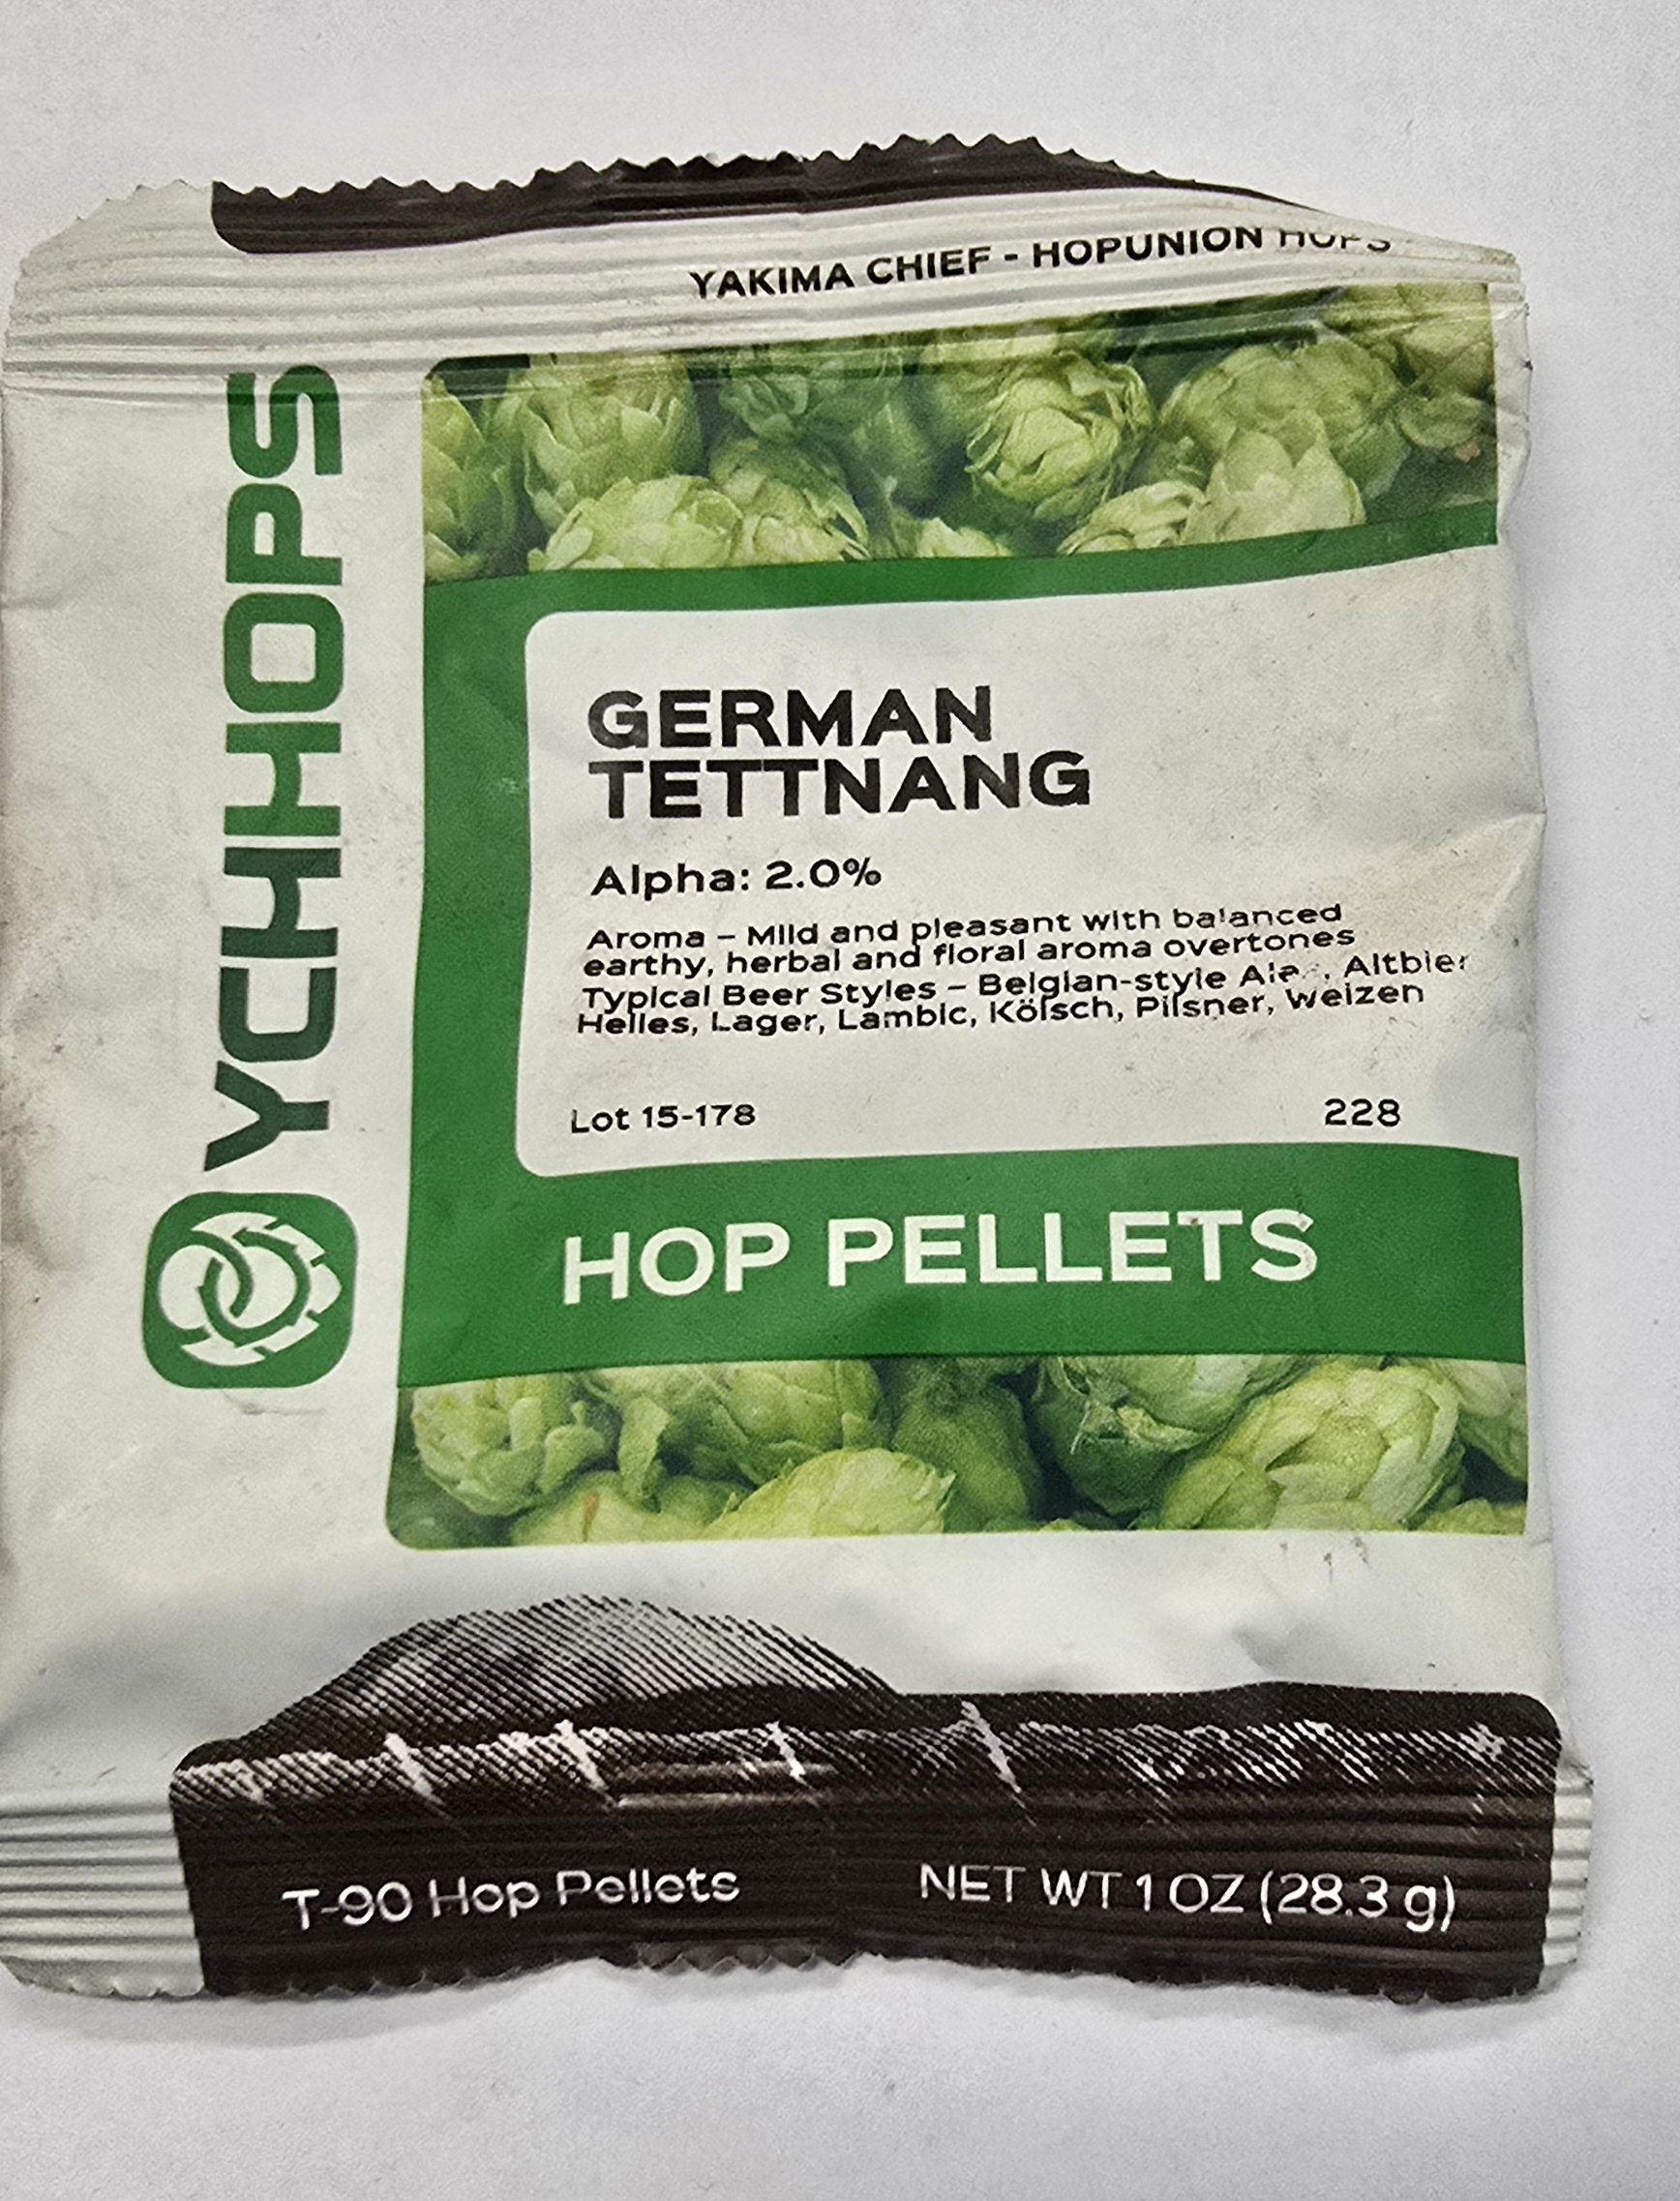 YAKIMA CHIEF - HOPUNION HOPS
YCHHOPS
GERMAN
TETTNANG
Alpha: 2.0%
Aroma – Mild and pleasant with balanced
earthy, herbal and floral aroma overtones
Typical Beer Styles – Belgian-style Ale, Altbier
Helles, Lager, Lambic, Kölsch, Pilsner, Weizen
Lot 15-178 228
HOP PELLETS
T-90 Hop Pellets NET WT 1 OZ (28.3 g)